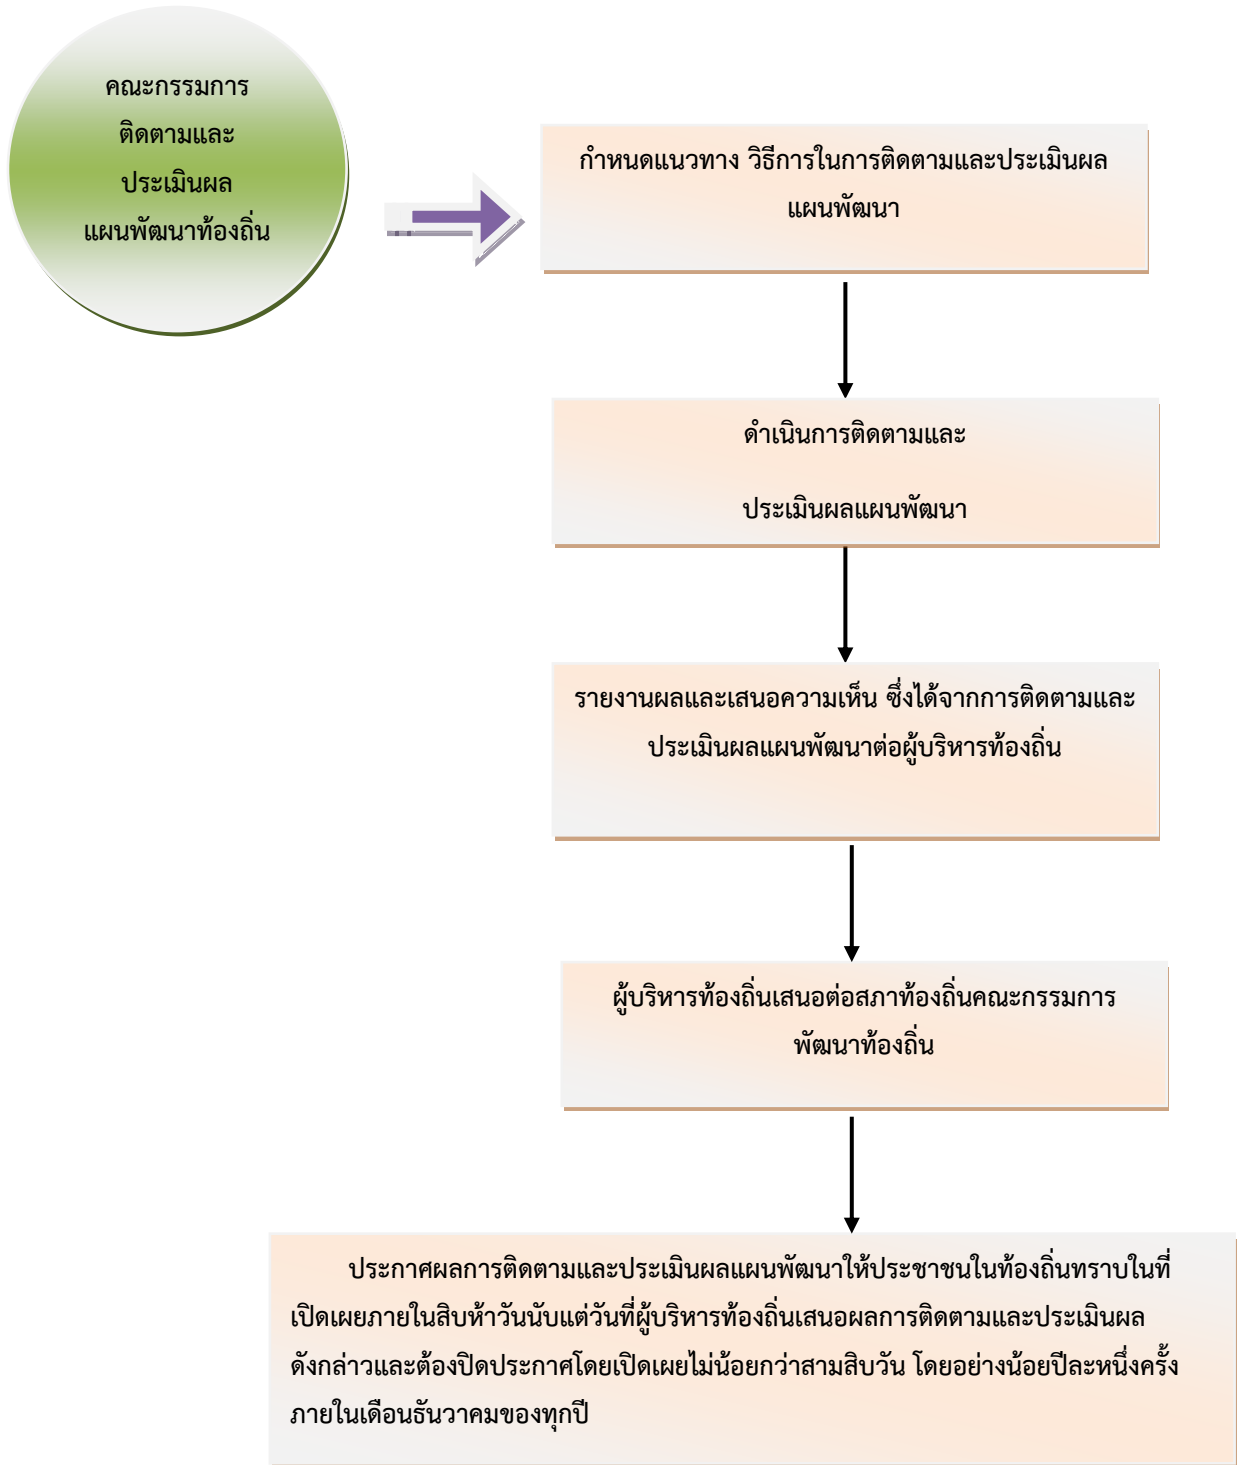 คณะกรรมการ
ติดตามและ
ประเมินผล
แผนพัฒนาท้องถิ่น
กำหนดแนวทาง วิธีการในการติดตามและประเมินผล
แผนพัฒนา
ดำเนินการติดตามและ
ประเมินผลแผนพัฒนา
รายงานผลและเสนอความเห็น ซึ่งได้จากการติดตามและ
ประเมินผลแผนพัฒนาต่อผู้บริหารท้องถิ่น
ผู้บริหารท้องถิ่นเสนอต่อสภาท้องถิ่นคณะกรรมการ
พัฒนาท้องถิ่น
ประกาศผลการติดตามและประเมินผลแผนพัฒนาให้ประชาชนในท้องถิ่นทราบในที่
เปิดเผยภายในสิบห้าวันนับแต่วันที่ผู้บริหารท้องถิ่นเสนอผลการติดตามและประเมินผล
ดังกล่าวและต้องปิดประกาศโดยเปิดเผยไม่น้อยกว่าสามสิบวัน โดยอย่างน้อยปีละหนึ่งครั้ง
ภายในเดือนธันวาคมของทุกปี